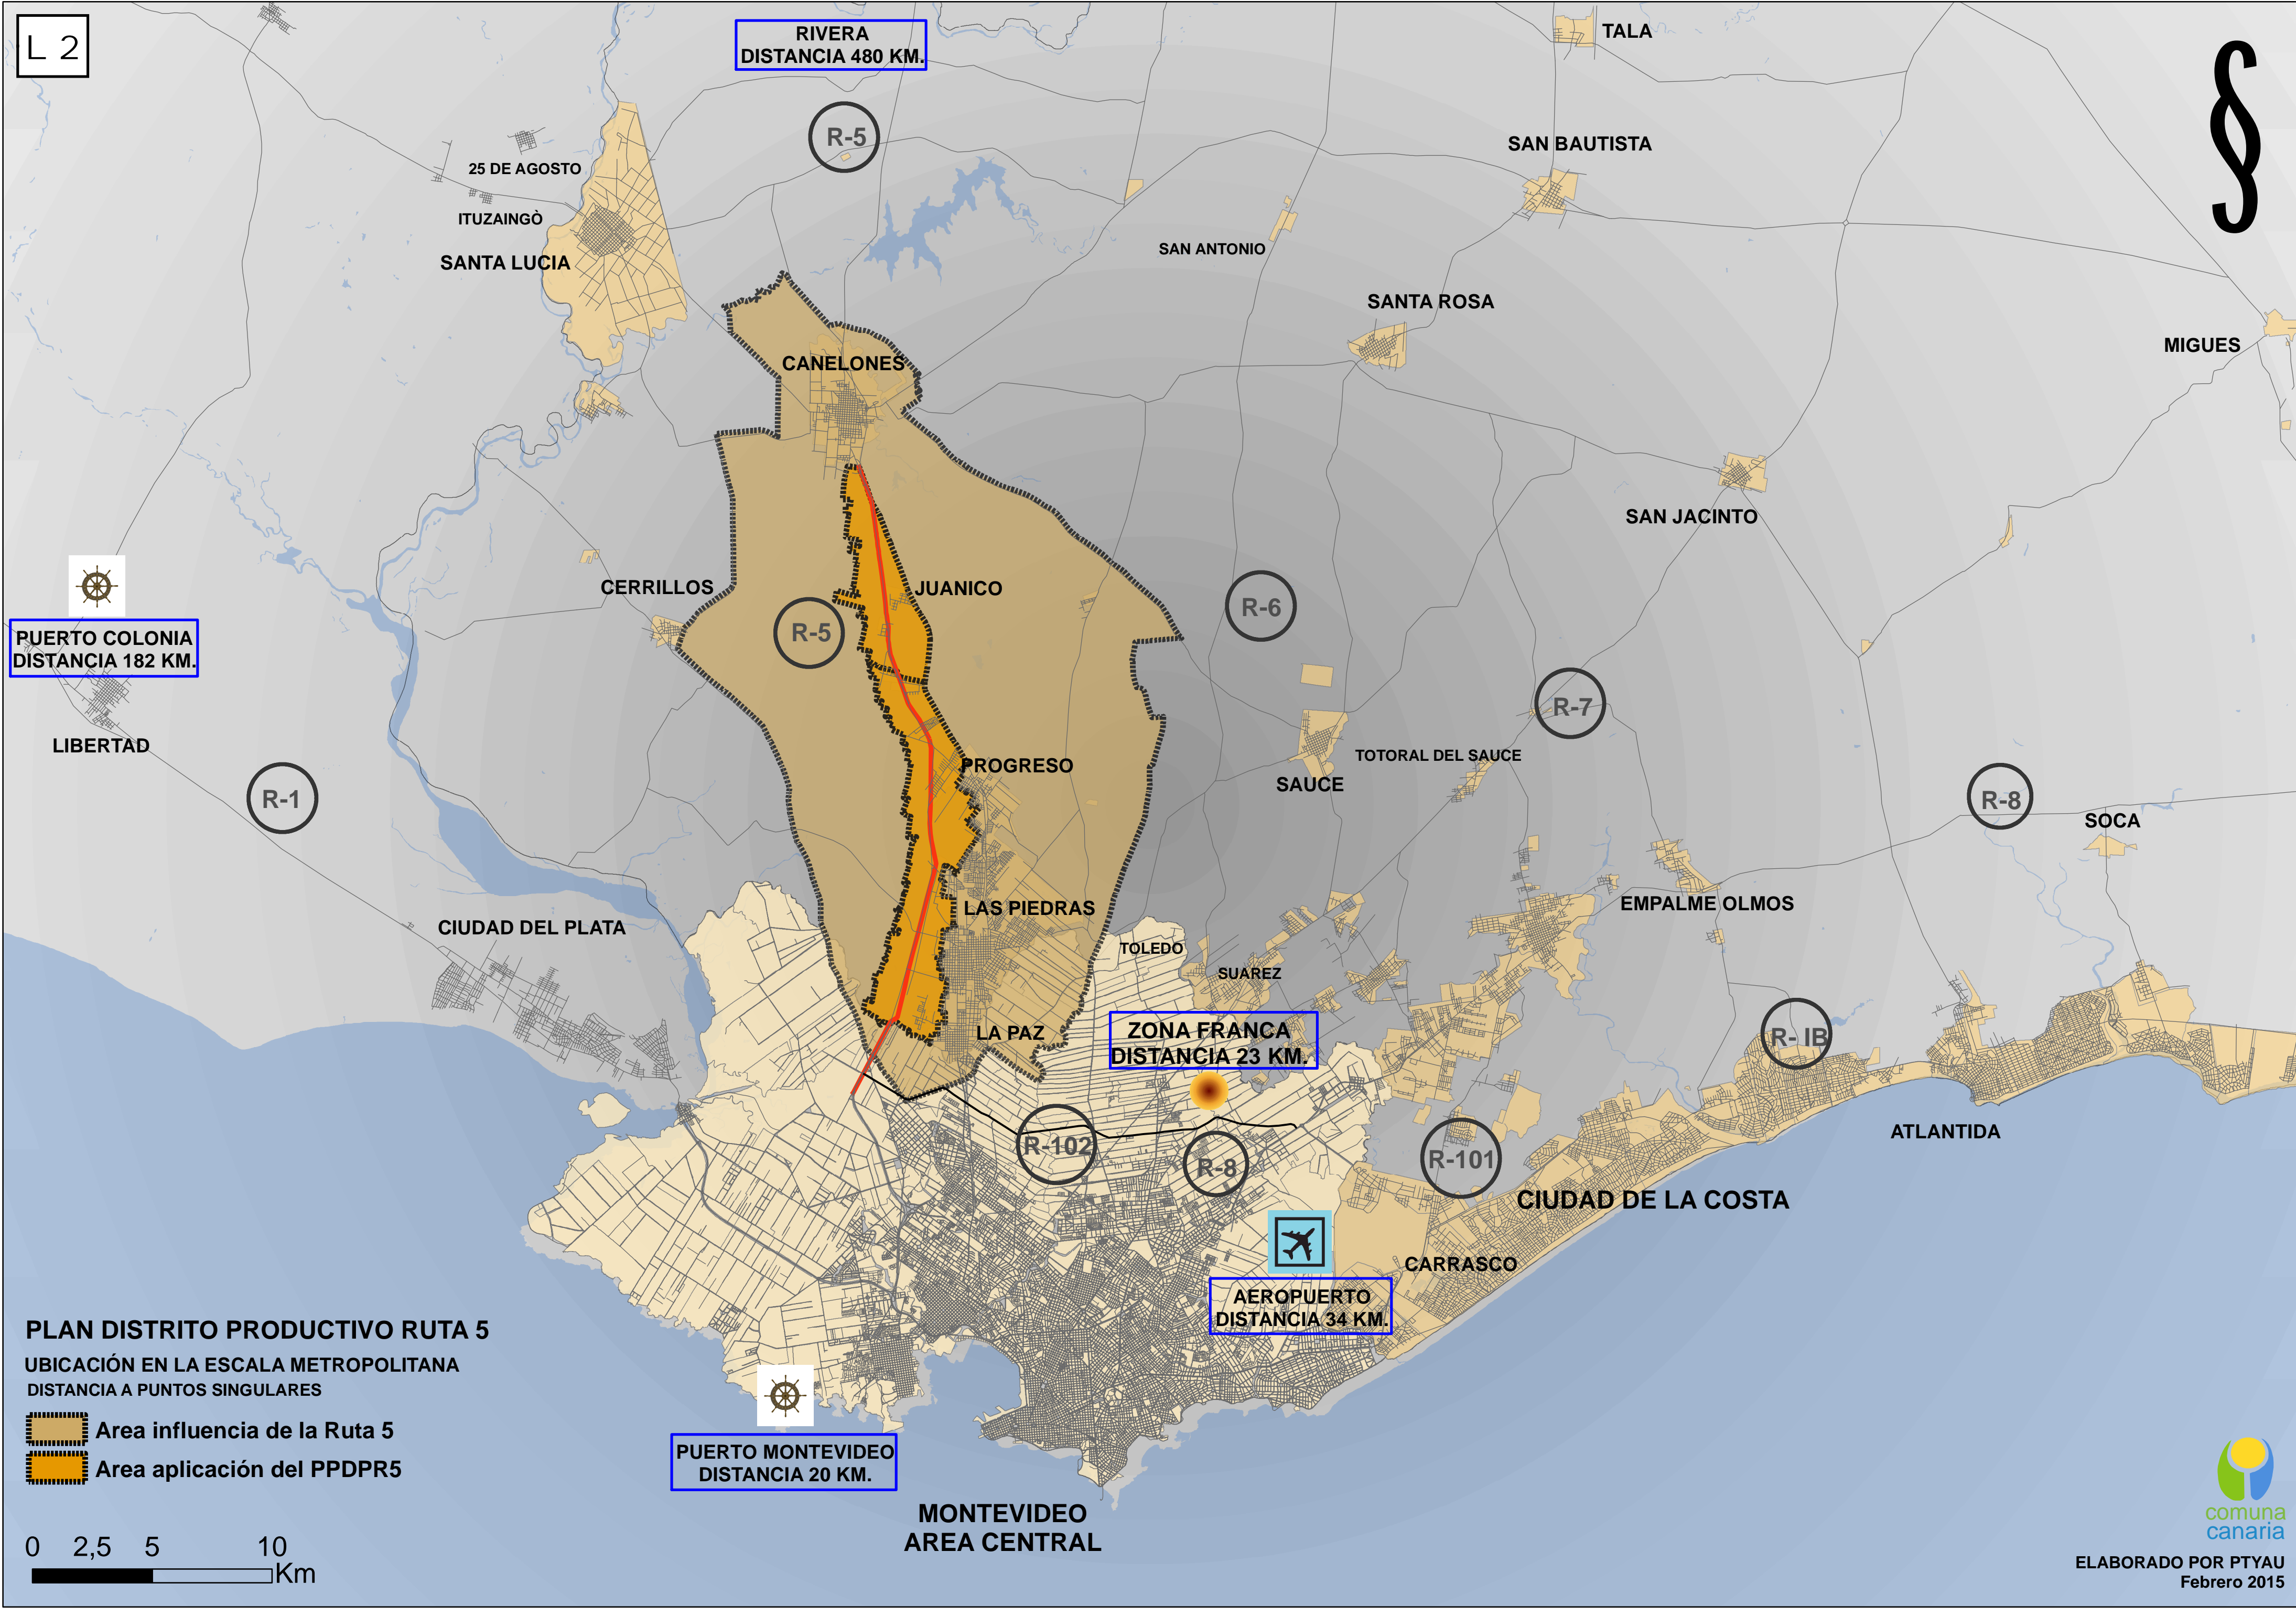 L 2
RIVERA
DISTANCIA 480 KM.
TALA
§
R-5
SAN BAUTISTA
25 DE AGOSTO
ITUZAINGÒ
SANTA LUCIA
SAN ANTONIO
SANTA ROSA
MIGUES
CANELONES
SAN JACINTO
CERRILLOS
JUANICO
R-5
R-6
PUERTO COLONIA
DISTANCIA 182 KM.
LIBERTAD
R-7
R-1
PROGRESO
TOTORAL DEL SAUCE
SAUCE
R-8
SOCA
CIUDAD DEL PLATA
LAS PIEDRAS
EMPALME OLMOS
TOLEDO
SUAREZ
LA PAZ
ZONA FRANCA
DISTANCIA 23 KM.
R- IB
ATLANTIDA
R-102
R-8
R-101
CIUDAD DE LA COSTA
CARRASCO
AEROPUERTO
DISTANCIA 34 KM.
PLAN DISTRITO PRODUCTIVO RUTA 5
UBICACIÓN EN LA ESCALA METROPOLITANA
DISTANCIA A PUNTOS SINGULARES
Area influencia de la Ruta 5
Area aplicación del PPDPR5
PUERTO MONTEVIDEO
DISTANCIA 20 KM.
MONTEVIDEO
AREA CENTRAL
0 2,5 5 10
Km
comuna
canaria
ELABORADO POR PTYAU
Febrero 2015